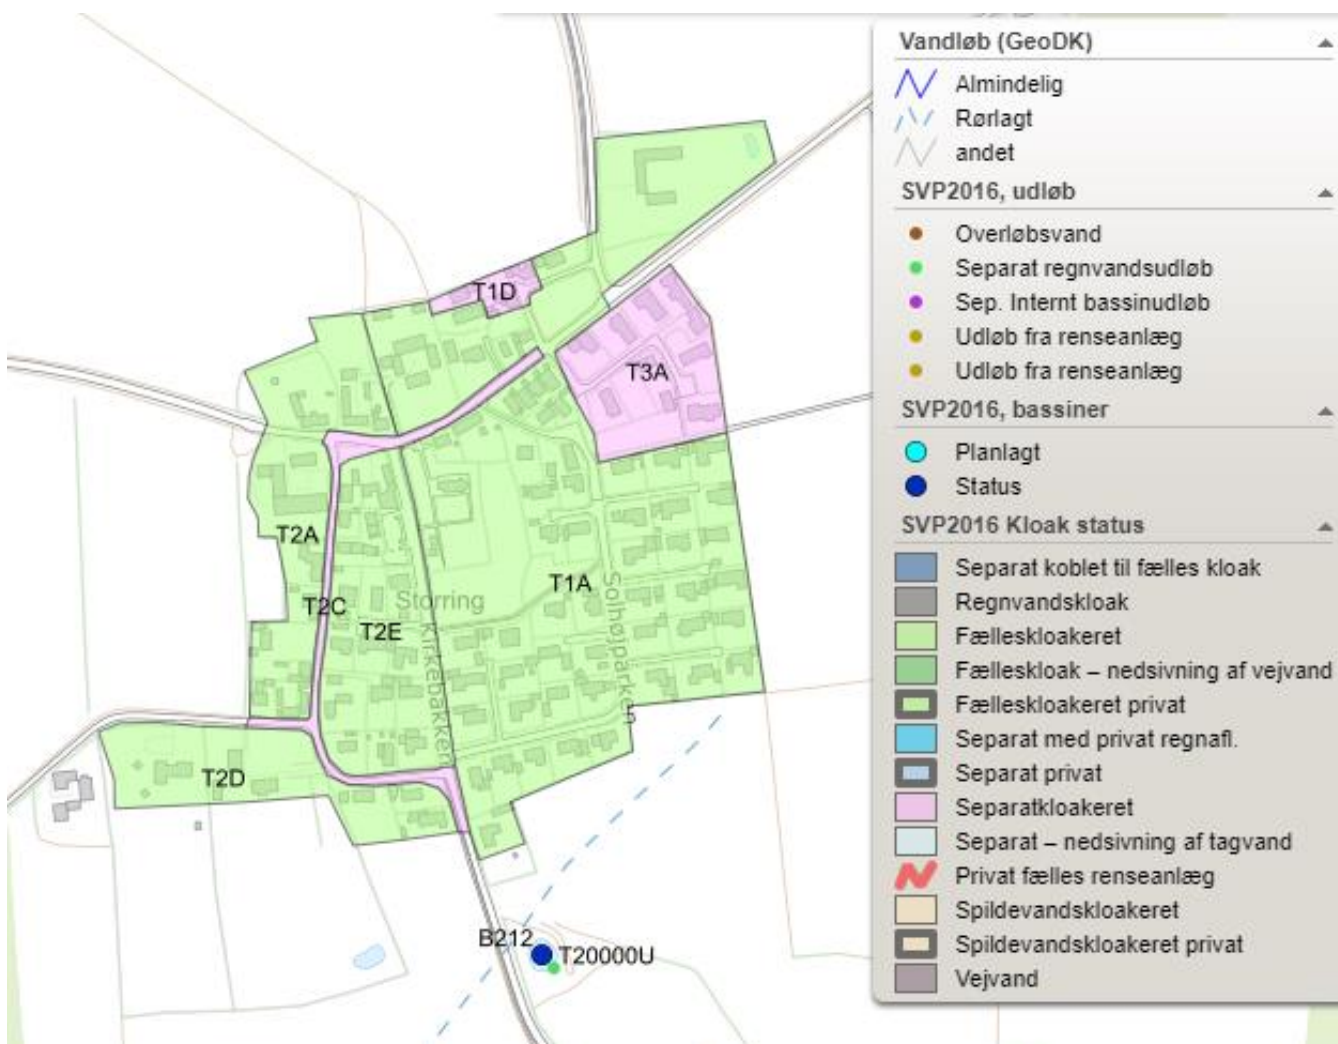 T1D
T3A
T2A
T1A
T2C
Storring
T2E
Solhøjparken
Kirkebakken
T2D
B212
T20000U
Vandløb (GeoDK)
Almindelig
Rørlagt
andet
SVP2016, udløb
Overløbsvand
Separat regnvandsudløb
Sep. Internt bassinudløb
Udløb fra renseanlæg
Udløb fra renseanlæg
SVP2016, bassiner
Planlagt
Status
SVP2016 Kloak status
Separat koblet til fælles kloak
Regnvandskloak
Fælleskloakeret
Fælleskloak – nedsivning af vejvand
Fælleskloakeret privat
Separat med privat regnafl.
Separat privat
Separatkloakeret
Separat – nedsivning af tagvand
Privat fælles renseanlæg
Spildevandskloakeret
Spildevandskloakeret privat
Vejvand